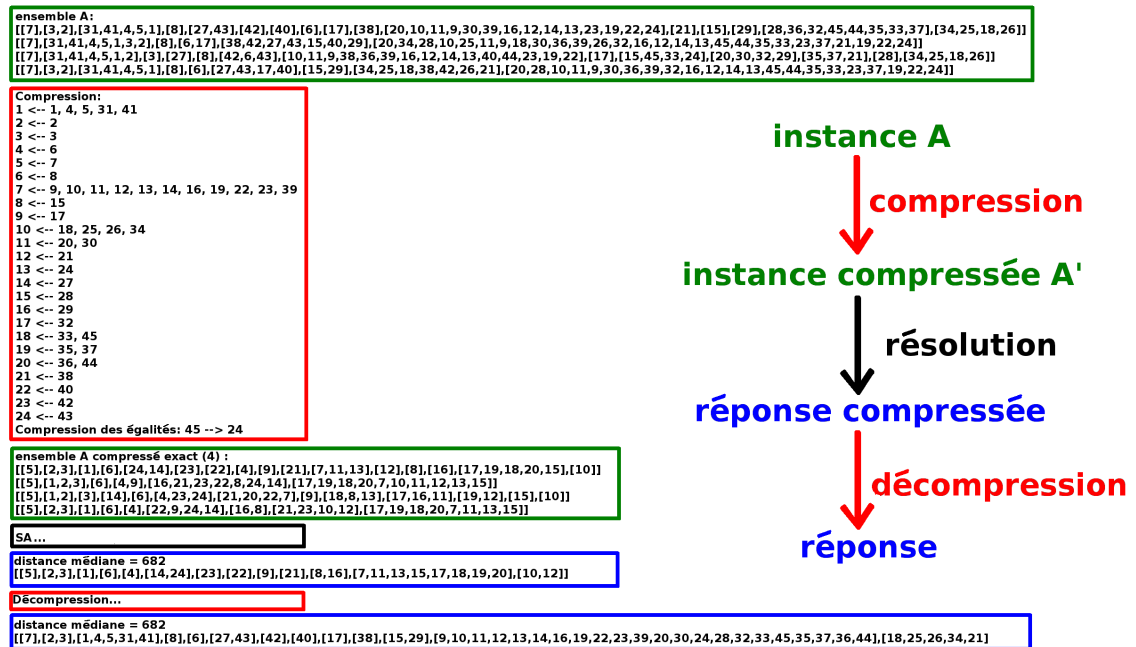 ensemble A:
[[7],[3,2],[31,41,4,5,1],[8],[27,43],[42],[40],[6],[17],[38],[20,10,11,9,30,39,16,12,14,13,23,19,22,24],[21],[15],[29],[28,36,32,45,44,35,33,37],[34,25,18,26]]
[[7],[31,41,4,5,1,3,2],[8],[6,17],[38,42,27,43,15,40,29],[20,34,28,10,25,11,9,18,30,36,39,26,32,16,12,14,13,45,44,35,33,23,37,21,19,22,24]]
[[7],[31,41,4,5,1,2],[3],[27],[8],[42,6,43],[10,11,9,38,36,39,16,12,14,13,40,44,23,19,22],[17],[15,45,33,24],[20,30,32,29],[35,37,21],[28],[34,25,18,26]]
[[7],[3,2],[31,41,4,5,1],[8],[6],[27,43,17,40],[15,29],[34,25,18,38,42,26,21],[20,28,10,11,9,30,36,39,32,16,12,14,13,45,44,35,33,23,37,19,22,24]]
Compression:
1 <-- 1, 4, 5, 31, 41
2 <-- 2
3 <-- 3
4 <-- 6
5 <-- 7
6 <-- 8
7 <-- 9, 10, 11, 12, 13, 14, 16, 19, 22, 23, 39
8 <-- 15
9 <-- 17
10 <-- 18, 25, 26, 34
11 <-- 20, 30
12 <-- 21
13 <-- 24
14 <-- 27
15 <-- 28
16 <-- 29
17 <-- 32
18 <-- 33, 45
19 <-- 35, 37
20 <-- 36, 44
21 <-- 38
22 <-- 40
23 <-- 42
24 <-- 43
Compression des égalités: 45 --> 24
ensemble A compressé exact (4) :
[[5],[2,3],[1],[6],[24,14],[23],[22],[4],[9],[21],[7,11,13],[12],[8],[16],[17,19,18,20,15],[10]]
[[5],[1,2,3],[6],[4,9],[16,21,23,22,8,24,14],[17,19,18,20,7,10,11,12,13,15]]
[[5],[1,2],[3],[14],[6],[4,23,24],[21,20,22,7],[9],[18,8,13],[17,16,11],[19,12],[15],[10]]
[[5],[2,3],[1],[6],[4],[22,9,24,14],[16,8],[21,23,10,12],[17,19,18,20,7,11,13,15]]
SA...
distance médiane = 682
[[5],[2,3],[1],[6],[4],[14,24],[23],[22],[9],[21],[8,16],[7,11,13,15,17,18,19,20],[10,12]]
Décompression...
distance médiane = 682
[[7],[2,3],[1,4,5,31,41],[8],[6],[27,43],[42],[40],[17],[38],[15,29],[9,10,11,12,13,14,16,19,22,23,39,20,30,24,28,32,33,45,35,37,36,44],[18,25,26,34,21]
instance A
compression
instance compressée A'
résolution
réponse compressée
décompression
réponse